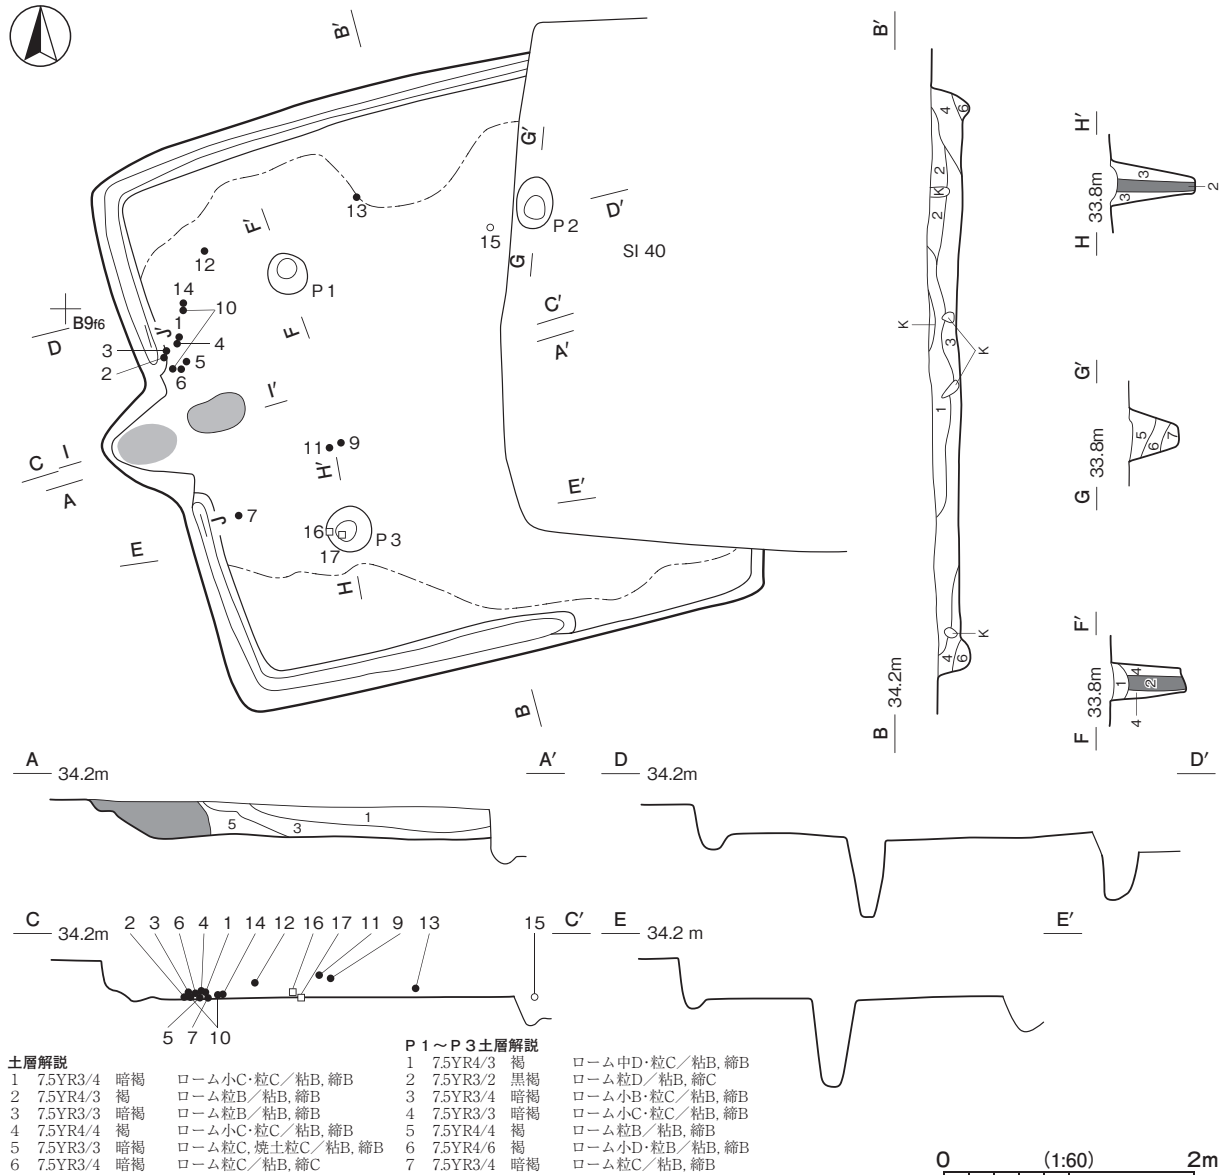 B′
B′
G′
H′
13
D′
3
F′
P2
33.8m
2
15
12
G
SI 40
3
P1
H
14
10
C′
B9f6
J′
1
F
A′
K
D
3
4
K
2
5
6
I′
G′
C
I
11
9
5
7
6
33.8m
A
H′
E′
G
J
7
16
P3
E
17
H
F′
K
4
1
2
33.8m
4
B
34.2m
B
F
A
34.2m
A′
D
34.2m
D′
5
3
1
C
34.2m
2
3
6
4
1
14
12
16
17
11
9
13
15
C′
E
34.2 m
E′
5
7
10
土層解説
1 7.5YR3/4 暗褐 ローム小C・粒C／粘B, 締B
2 7.5YR4/3 褐 ローム粒B／粘B, 締B
3 7.5YR3/3 暗褐 ローム粒B／粘B, 締B
4 7.5YR4/4 褐 ローム小C・粒C／粘B, 締B
5 7.5YR3/3 暗褐 ローム粒C, 焼土粒C／粘B, 締B
6 7.5YR3/4 暗褐 ローム粒C／粘B, 締C
P1～P3土層解説
1 7.5YR4/3 褐 ローム中D・粒C／粘B, 締B
2 7.5YR3/2 黒褐 ローム粒D／粘B, 締C
3 7.5YR3/4 暗褐 ローム小B・粒C／粘B, 締B
4 7.5YR3/3 暗褐 ローム小C・粒C／粘B, 締B
5 7.5YR4/4 褐 ローム粒B／粘B, 締B
6 7.5YR4/6 褐 ローム小D・粒B／粘B, 締B
7 7.5YR3/4 暗褐 ローム粒C／粘B, 締B
0 (1:60) 2m